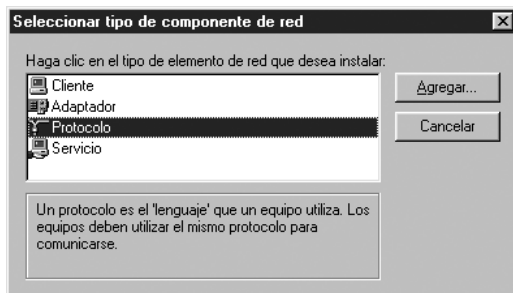 Seleccionar tipo de componente de red
Haga clic en el tipo de elemento de red que desea instalar:
Cliente
Adaptador
Protocolo
Servicio
Agregar...
Cancelar
Un protocolo es el 'lenguaje' que un equipo utiliza. Los
equipos deben utilizar el mismo protocolo para
comunicarse.